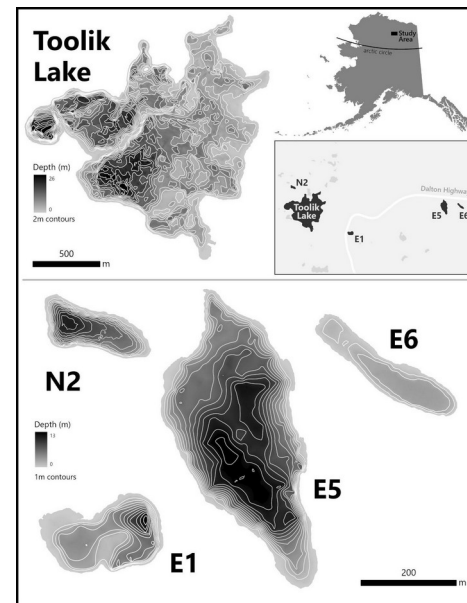 Toolik
Lake
Depth (m)
26
0
2m contours
500
m
Study
Area
arctic circle
N2
Toolik
Lake
E1
Dalton Highway
E5
E6
N2
Depth (m)
13
0
1m contours
E6
E5
E1
200
m